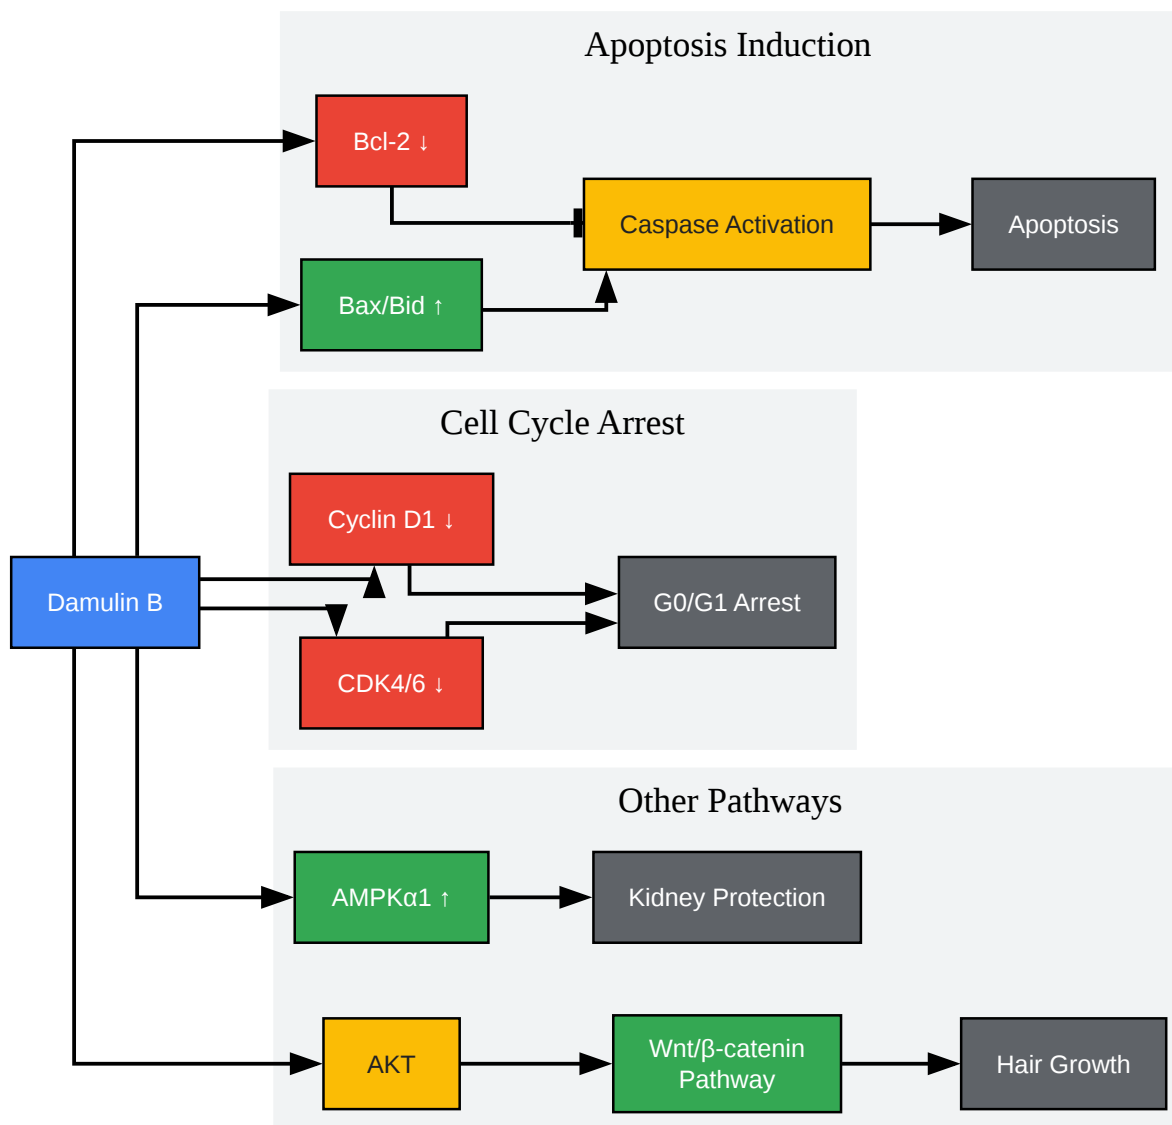 Apoptosis Induction
Bcl-2 ↓
Caspase Activation
Apoptosis
Bax/Bid ↑
Cell Cycle Arrest
Cyclin D1 ↓
Damulin B
G0/G1 Arrest
CDK4/6 ↓
Other Pathways
AMPKα1 ↑
Kidney Protection
AKT
Wnt/β-catenin
Pathway
Hair Growth